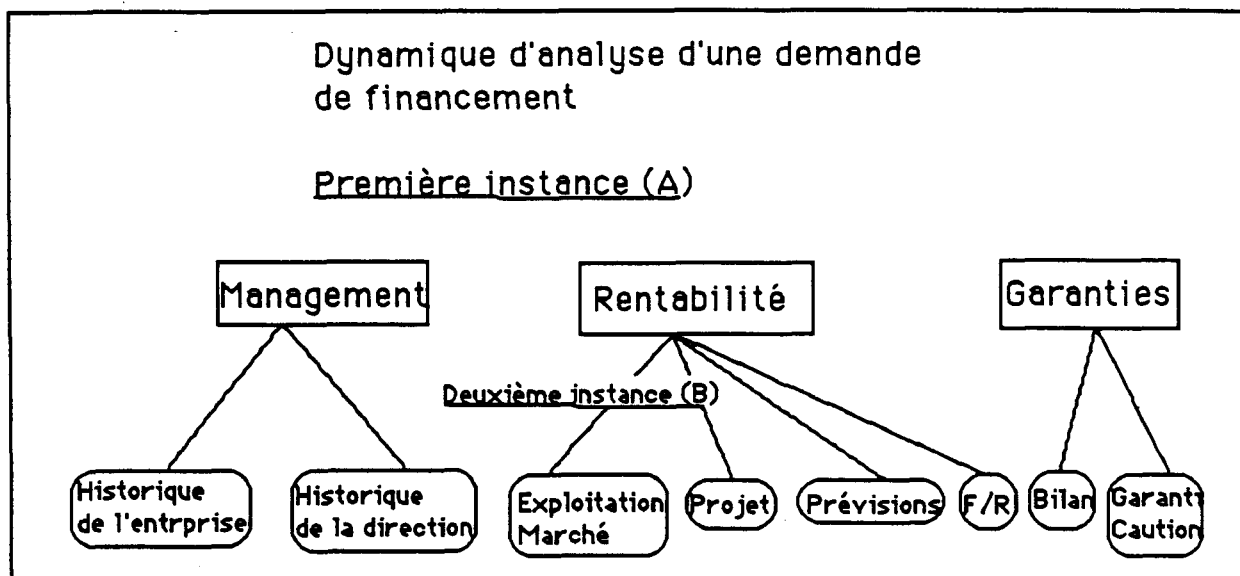 Dynamique d'analyse d'une demande
de financement
Première instance (A)
Management
Rentabilité
Garanties
Deuxième instance (B)
Historique
de l'entrprise
Historique
de la direction
Exploitation
Marché
Projet
Prévisions
F/R
Bilan
Garanti
Caution